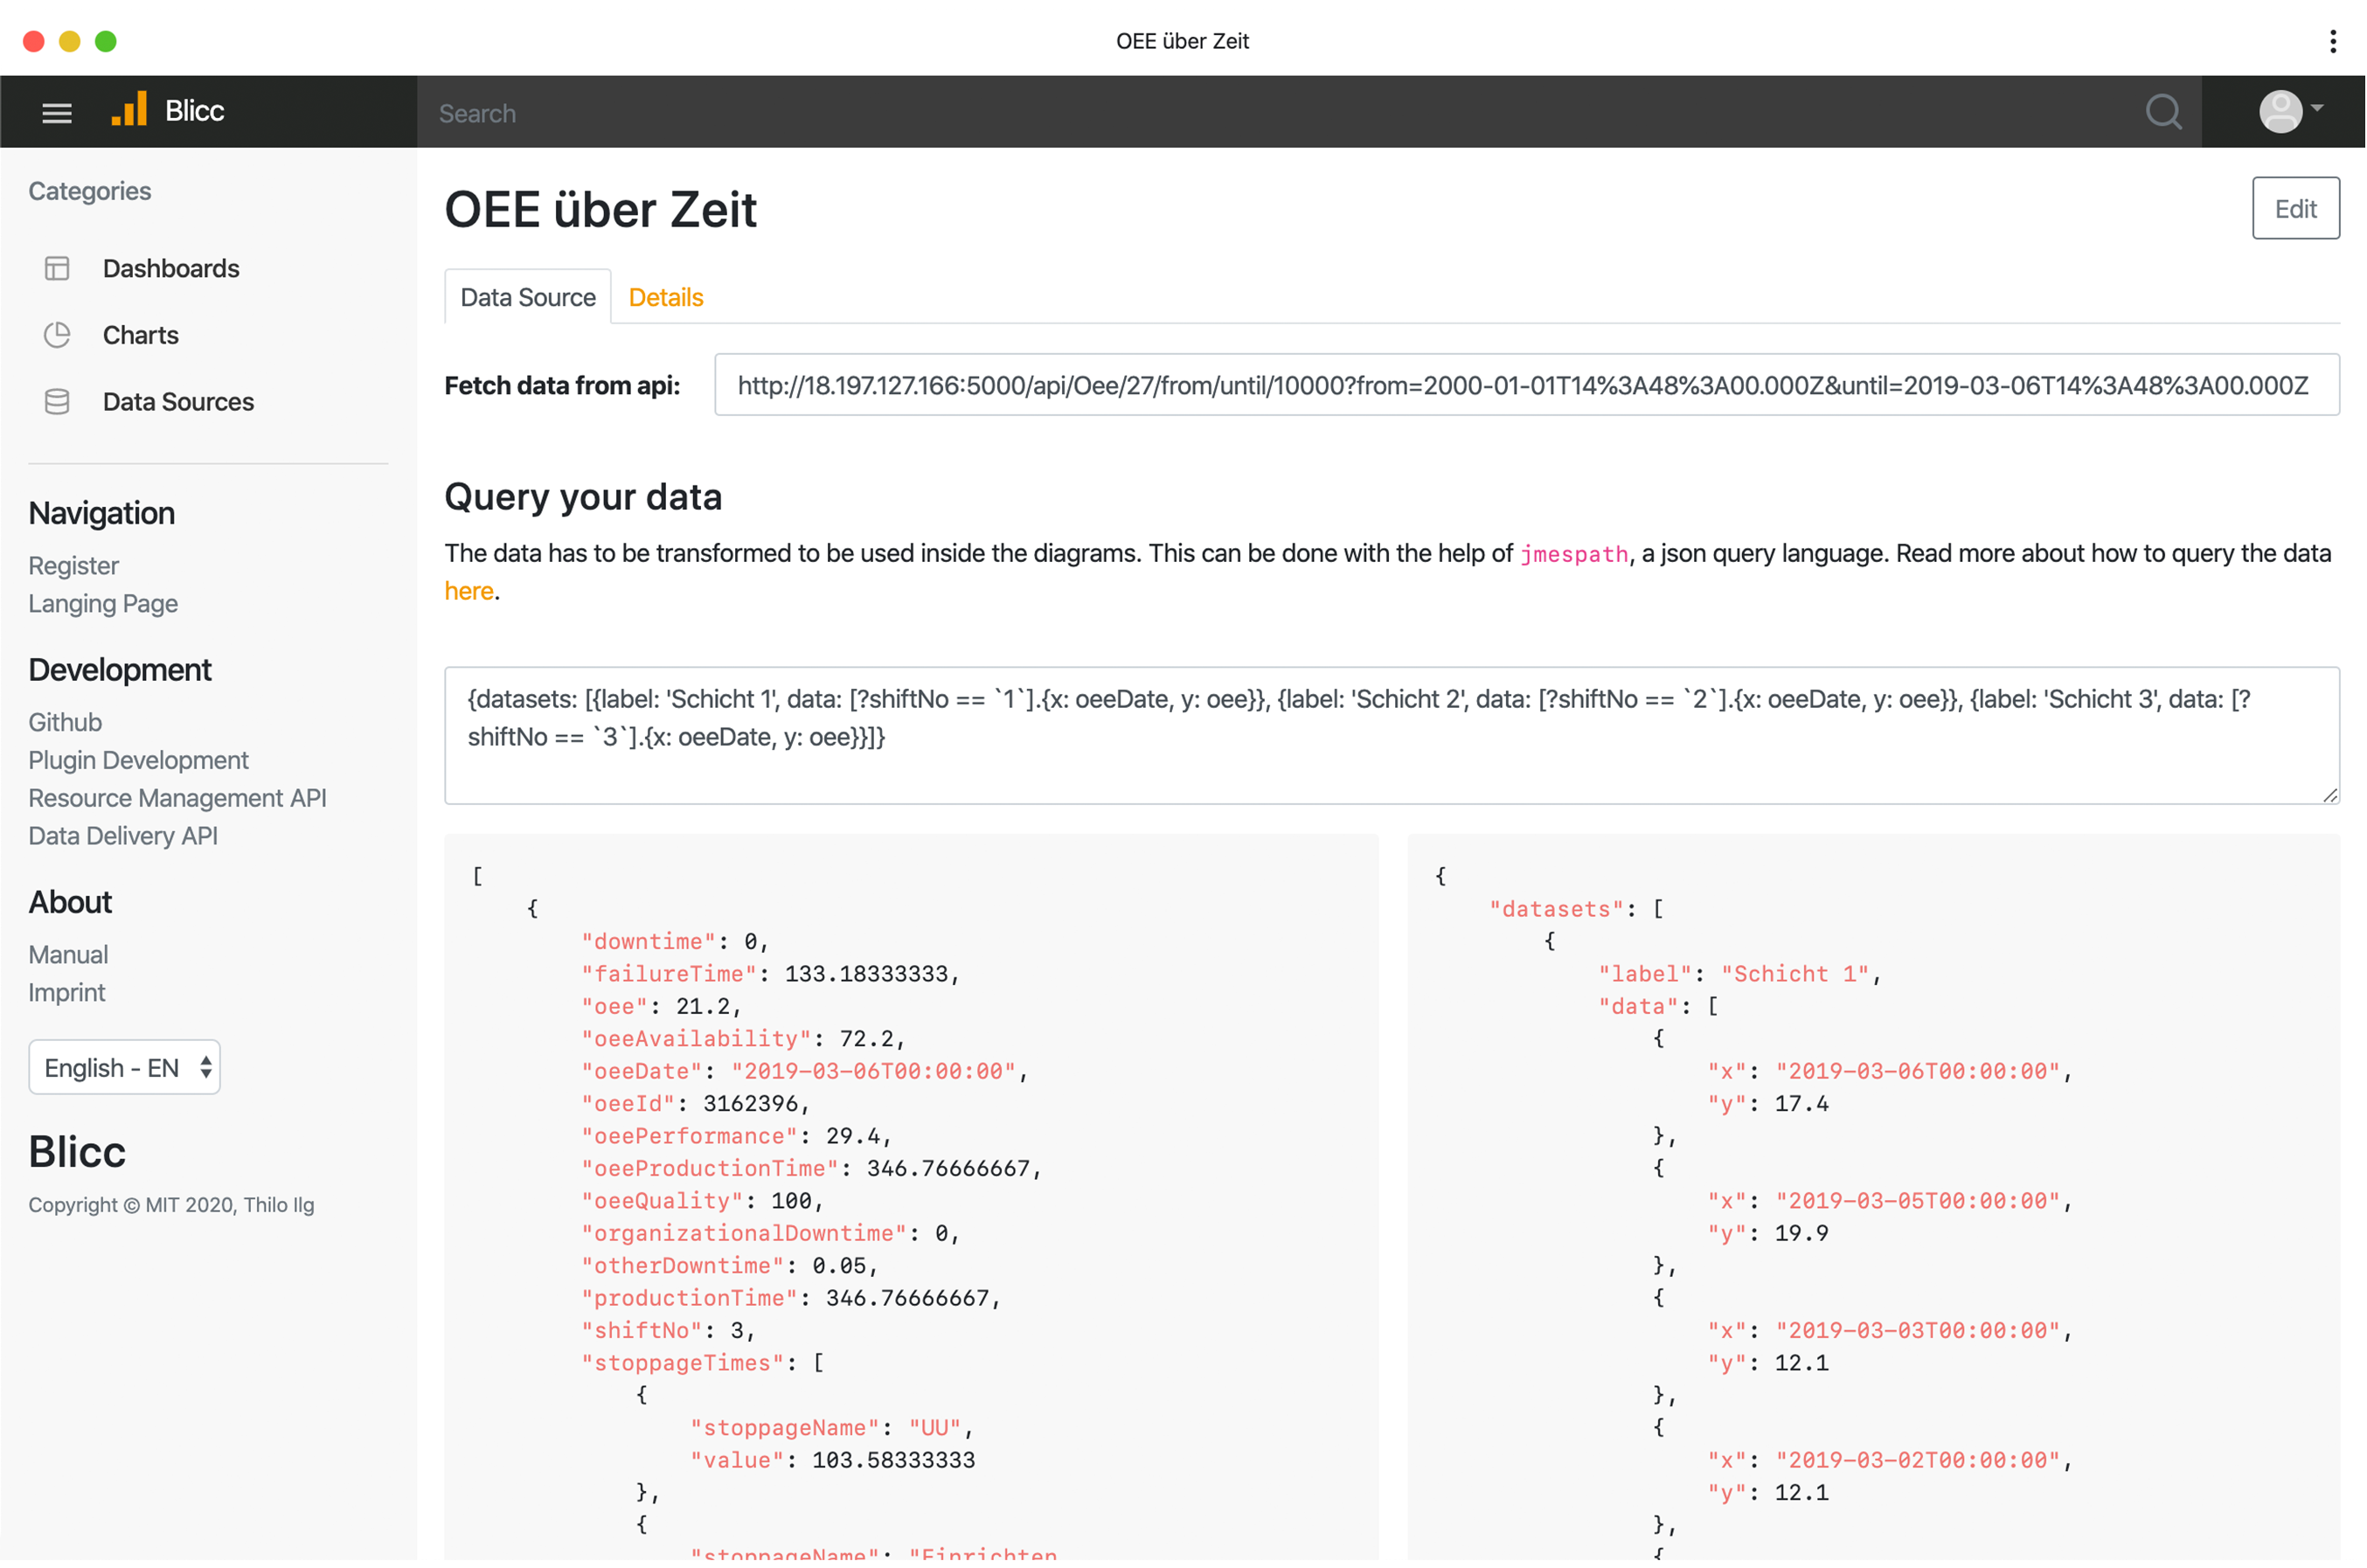 OEE über Zeit
Blicc
Search
Categories
Dashboards
Charts
Data Sources
Navigation
Register
Langing Page
Development
Github
Plugin Development
Resource Management API
Data Delivery API
About
Manual
Imprint
English - EN
Blicc
Copyright © MIT 2020, Thilo Ilg
OEE über Zeit
Edit
Data Source
Details
Fetch data from api:
http://18.197.127.166:5000/api/Oee/27/from/until/10000?from=2000-01-01T14%3A48%3A00.000Z&until=2019-03-06T14%3A48%3A00.000Z
Query your data
The data has to be transformed to be used inside the diagrams. This can be done with the help of jmespath, a json query language. Read more about how to query the data
here.
{datasets: [{label: 'Schicht 1', data: [?shiftNo == `1`].{x: oeeDate, y: oee}}, {label: 'Schicht 2', data: [?shiftNo == `2`].{x: oeeDate, y: oee}}, {label: 'Schicht 3', data: [?
shiftNo == `3`].{x: oeeDate, y: oee}}]}
[
{
"downtime": 0,
"failureTime": 133.18333333,
"oee": 21.2,
"oeeAvailability": 72.2,
"oeeDate": "2019-03-06T00:00:00",
"oeeId": 3162396,
"oeePerformance": 29.4,
"oeeProductionTime": 346.76666667,
"oeeQuality": 100,
"organizationalDowntime": 0,
"otherDowntime": 0.05,
"productionTime": 346.76666667,
"shiftNo": 3,
"stoppageTimes": [
{
"stoppageName": "UU",
"value": 103.58333333
},
{
"stoppageName": "Einrichten
{
"datasets": [
{
"label": "Schicht 1",
"data": [
{
"x": "2019-03-06T00:00:00",
"y": 17.4
},
{
"x": "2019-03-05T00:00:00",
"y": 19.9
},
{
"x": "2019-03-03T00:00:00",
"y": 12.1
},
{
"x": "2019-03-02T00:00:00",
"y": 12.1
},
{